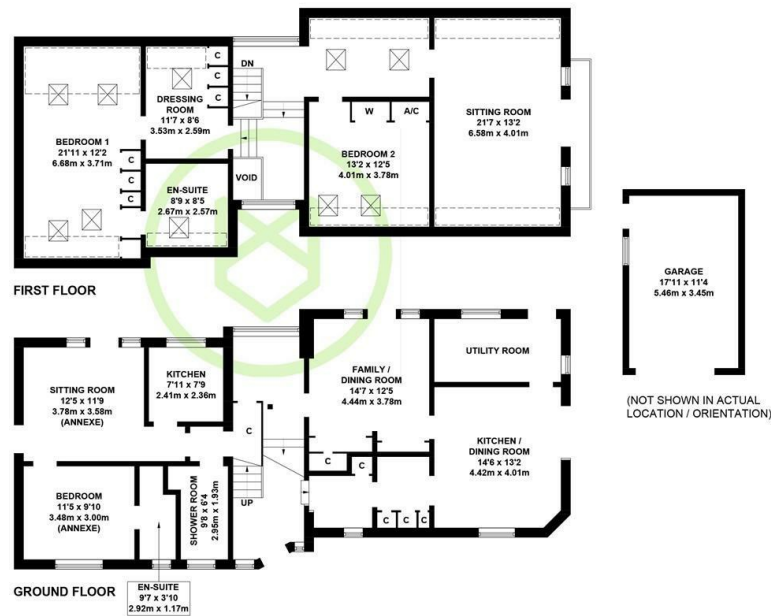 DRESSING
ROOM
11'7 x 8'6
3.53m x 2.59m
C
C
C
DN
BEDROOM 1
21'11 x 12'2
6.68m x 3.71m
C
C
C
C
EN-SUITE
8'9 x 8'5
2.67m x 2.57m
VOID
W
A/C
BEDROOM 2
13'2 x 12'5
4.01m x 3.78m
SITTING ROOM
21'7 x 13'2
6.58m x 4.01m
FIRST FLOOR
GARAGE
17'11 x 11'4
5.46m x 3.45m
(NOT SHOWN IN ACTUAL
LOCATION / ORIENTATION)
SITTING ROOM
12'5 x 11'9
3.78m x 3.58m
(ANNEXE)
KITCHEN
7'11 x 7'9
2.41m x 2.36m
C
FAMILY /
DINING ROOM
14'7 x 12'5
4.44m x 3.78m
UTILITY ROOM
KITCHEN /
DINING ROOM
14'6 x 13'2
4.42m x 4.01m
BEDROOM
11'5 x 9'10
3.48m x 3.00m
(ANNEXE)
SHOWER ROOM
9'8 x 6'4
2.95m x 1.93m
UP
C
C
C
C
C
EN-SUITE
9'7 x 3'10
2.92m x 1.17m
GROUND FLOOR